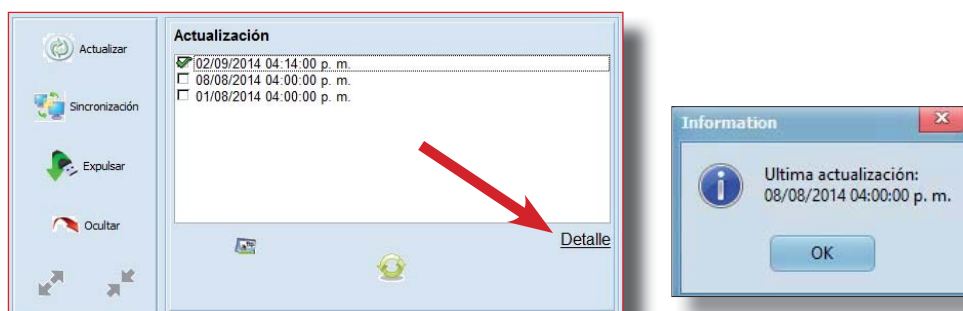 Actualizar
Sincronización
Expulsar
Ocultar
Actualización
02/09/2014 04:14:00 p. m.
08/08/2014 04:00:00 p. m.
01/08/2014 04:00:00 p. m.
Detalle
Information
Ultima actualización:
08/08/2014 04:00:00 p. m.
OK